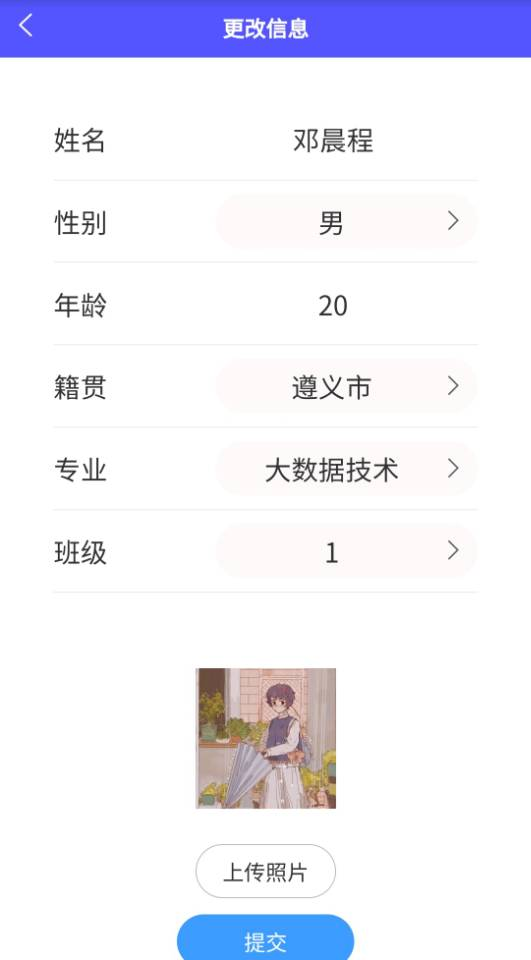 更改信息
姓名 邓晨程
性别 男
年龄 20
籍贯 遵义市
专业 大数据技术
班级 1
上传照片
提交